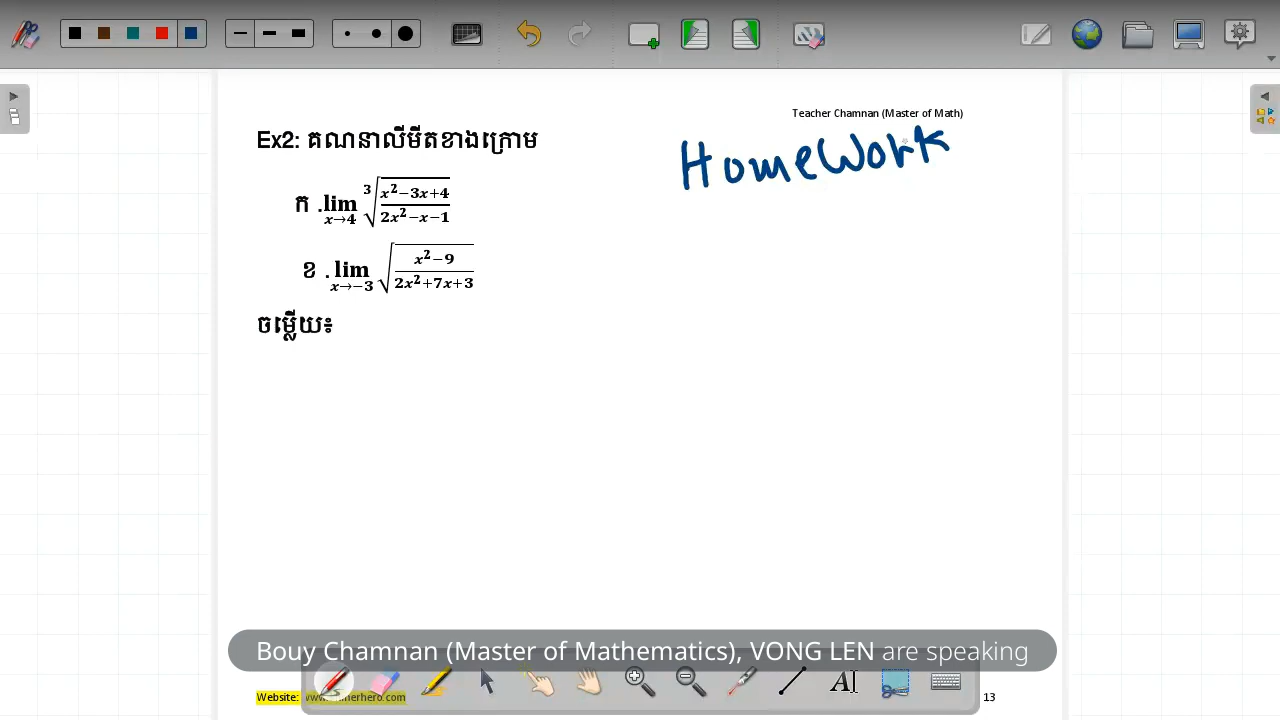 Teacher Chamnan (Master of Math)
Ex2: គណនាលីមីតខាងក្រោម
HomeWork
ក .lim x→4 ∛((x²−3x+4)/(2x²−x−1))
ខ .lim x→−3 √((x²−9)/(2x²+7x+3))
ចម្លើយ៖
Bouy Chamnan (Master of Mathematics), VONG LEN are speaking
Website: 13